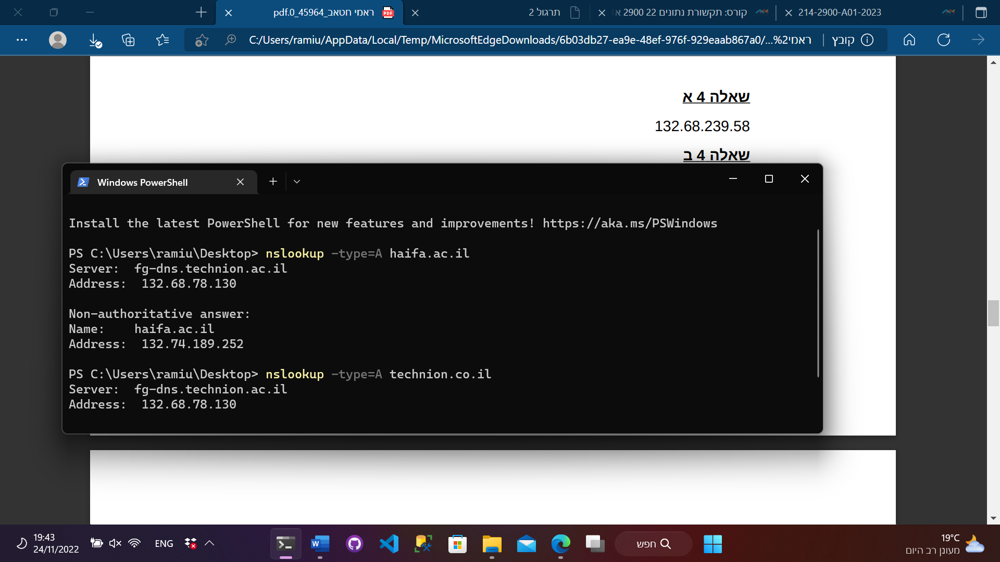 214-2900-A01-2023
קורס: תקשורת נתונים 22 2900 א
תרגול 2
ראמי חטאב_45964_0.pdf
קובץ
C:/Users/ramiu/AppData/Local/Temp/MicrosoftEdgeDownloads/6b03db27-ea9e-48ef-976f-929eaab867a0/ראמי%2...
שאלה 4 א
132.68.239.58
שאלה 4 ב
Windows PowerShell
Install the latest PowerShell for new features and improvements! https://aka.ms/PSWindows
PS C:\Users\ramiu\Desktop> nslookup -type=A haifa.ac.il
Server:  fg-dns.technion.ac.il
Address:  132.68.78.130
Non-authoritative answer:
Name:    haifa.ac.il
Address:  132.74.189.252
PS C:\Users\ramiu\Desktop> nslookup -type=A technion.co.il
Server:  fg-dns.technion.ac.il
Address:  132.68.78.130
19:43
24/11/2022
ENG
חפש
19°C
מעונן רב היום